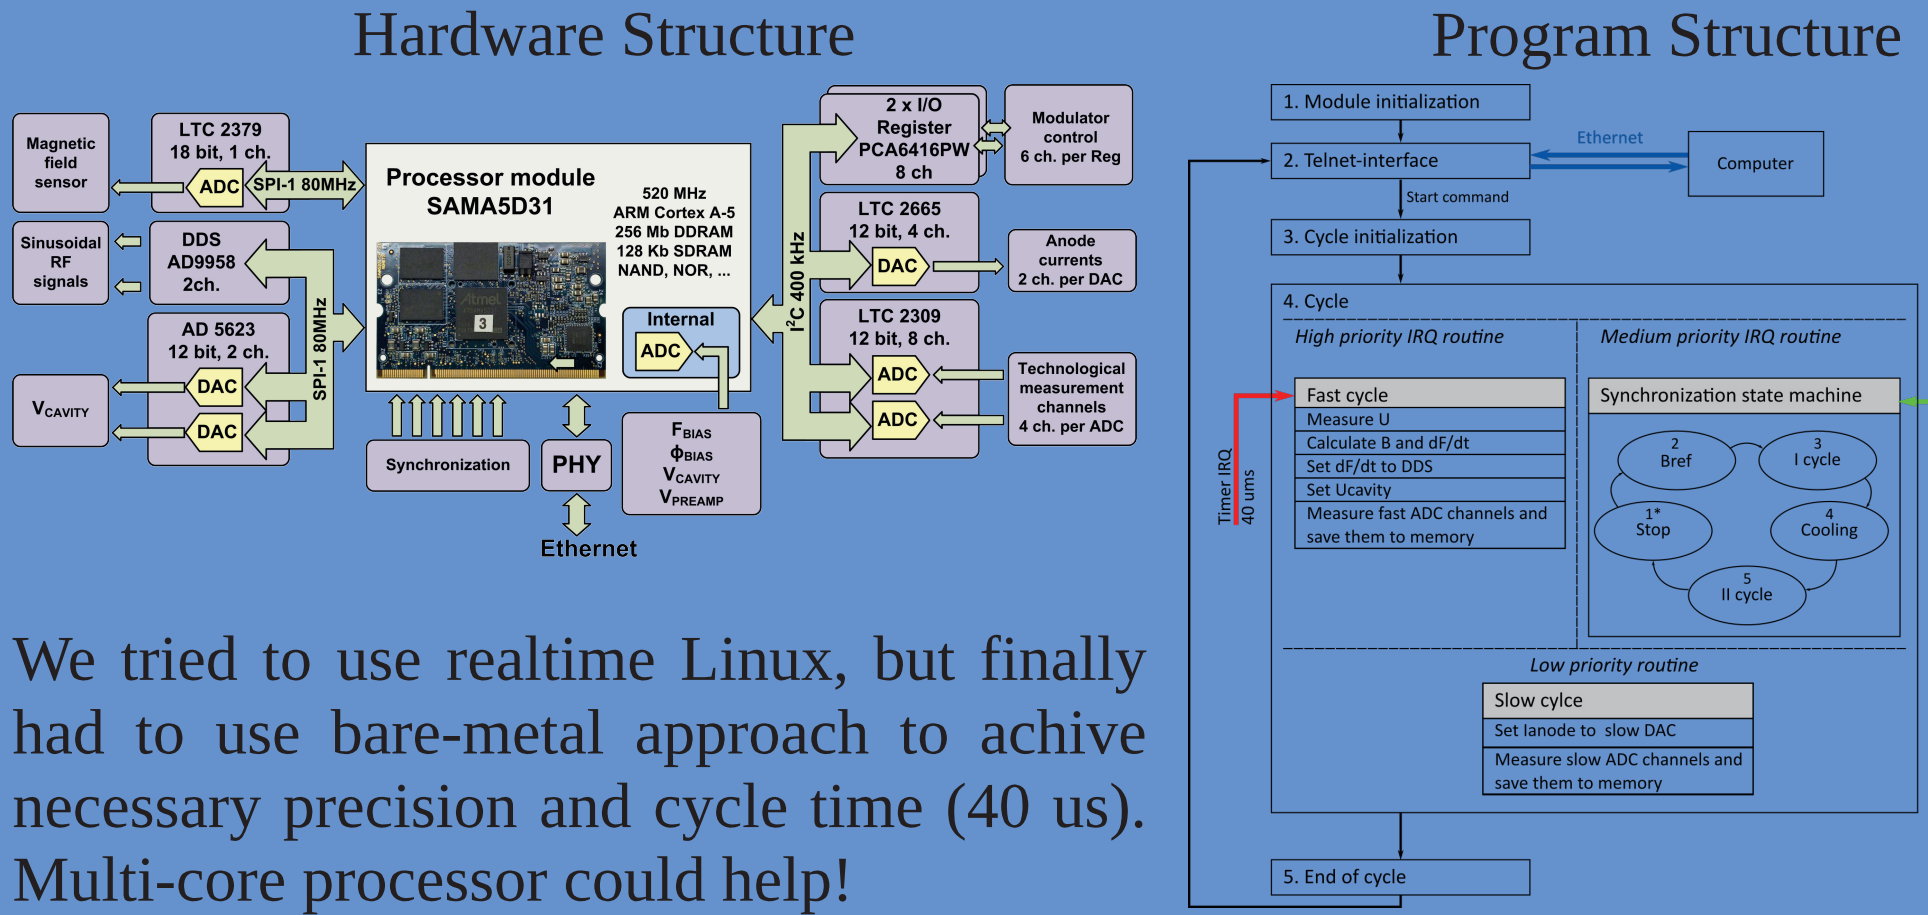 Hardware Structure
Magnetic
field
sensor
LTC 2379
18 bit, 1 ch.
ADC
SPI-1 80MHz
Sinusoidal
RF
signals
DDS
AD9958
2ch.
SPI-1 80MHz
V CAVITY
AD 5623
12 bit, 2 ch.
DAC
DAC
Processor module
SAMA5D31
520 MHz
ARM Cortex A-5
256 Mb DDRAM
128 Kb SDRAM
NAND, NOR, ...
Atmel
3
Internal
ADC
Synchronization
PHY
Ethernet
F BIAS
ϕ BIAS
V CAVITY
V PREAMP
I²C 400 kHz
2 x I/O
Register
PCA6416PW
8 ch
Modulator
control
6 ch. per Reg
LTC 2665
12 bit, 4 ch.
DAC
Anode
currents
2 ch. per DAC
LTC 2309
12 bit, 8 ch.
ADC
ADC
Technological
measurement
channels
4 ch. per ADC
We tried to use realtime Linux, but finally
had to use bare-metal approach to achive
necessary precision and cycle time (40 us).
Multi-core processor could help!
Program Structure
1. Module initialization
2. Telnet-interface
Ethernet
Computer
Start command
3. Cycle initialization
4. Cycle
High priority IRQ routine
Timer IRQ
40 ums
Fast cycle
Measure U
Calculate B and dF/dt
Set dF/dt to DDS
Set Ucavity
Measure fast ADC channels and
save them to memory
Medium priority IRQ routine
Synchronization state machine
2
Bref
3
I cycle
1*
Stop
4
Cooling
5
II cycle
Low priority routine
Slow cylce
Set Ianode to slow DAC
Measure slow ADC channels and
save them to memory
5. End of cycle